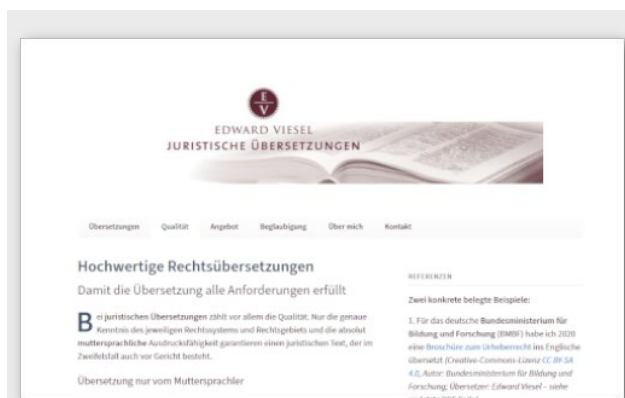 E
V
EDWARD VIESEL
JURISTISCHE ÜBERSETZUNGEN
Übersetzungen Qualität Angebot Beglaubigung Über mich Kontakt
Hochwertige Rechtsübersetzungen
Damit die Übersetzung alle Anforderungen erfüllt
Bei juristischen Übersetzungen zählt vor allem die Qualität. Nur die genaue
Kenntnis des jeweiligen Rechtssystems und Rechtsgebiets und die absolut
muttersprachliche Ausdrucksfähigkeit garantieren einen juristischen Text, der im
Zweifelsfall auch vor Gericht besteht.
Übersetzung nur vom Muttersprachler
REFERENZEN
Zwei konkrete belegte Beispiele:
1. Für das deutsche Bundesministerium für
Bildung und Forschung (BMBF) habe ich 2020
eine Broschüre zum Urheberrecht ins Englische
übersetzt (Creative-Commons-Lizenz CC BY-SA
4.0, Autor: Bundesministerium für Bildung und
Forschung; Übersetzer: Edward Viesel – siehe